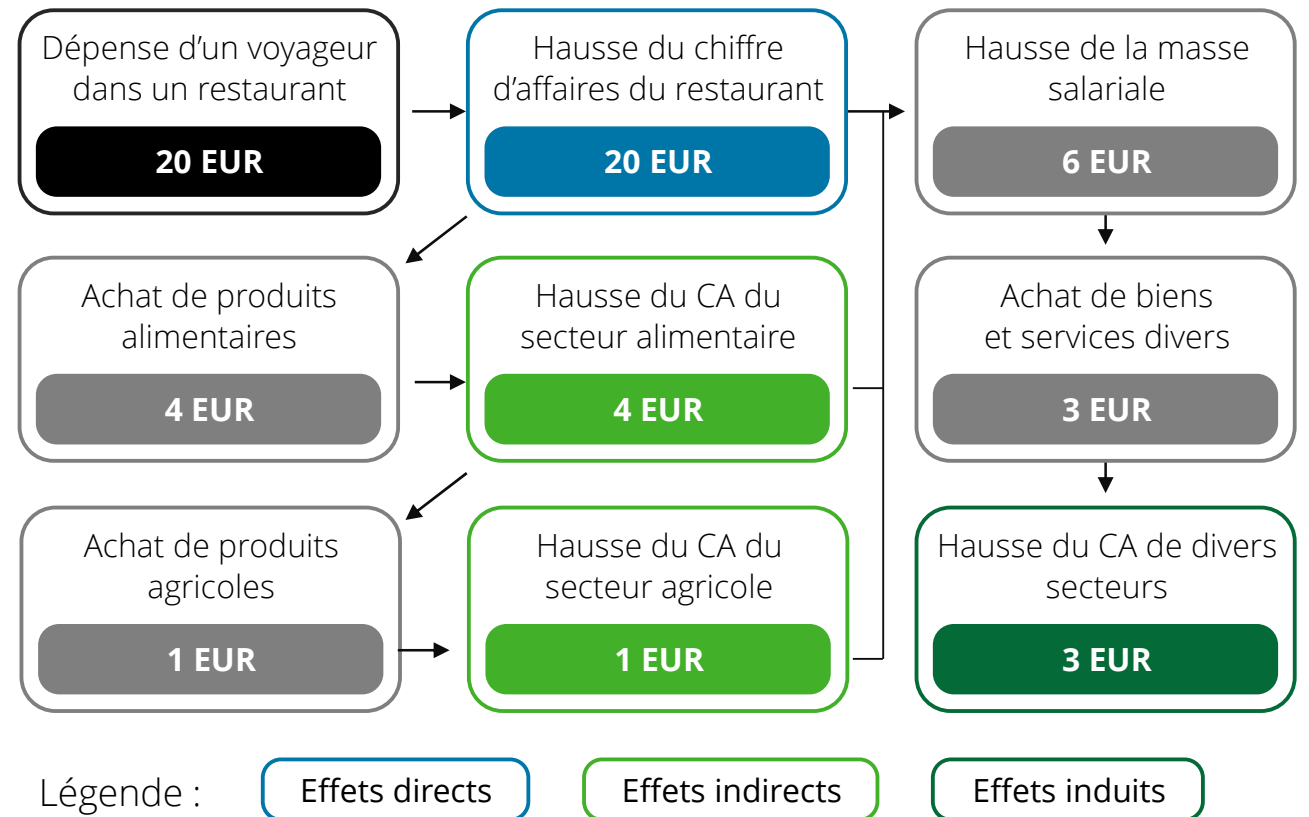 Dépense d'un voyageur
dans un restaurant
20 EUR
Hausse du chiffre
d'affaires du restaurant
20 EUR
Hausse de la masse
salariale
6 EUR
Achat de produits
alimentaires
4 EUR
Hausse du CA du
secteur alimentaire
4 EUR
Achat de biens
et services divers
3 EUR
Achat de produits
agricoles
1 EUR
Hausse du CA du
secteur agricole
1 EUR
Hausse du CA de divers
secteurs
3 EUR
Légende :
Effets directs
Effets indirects
Effets induits